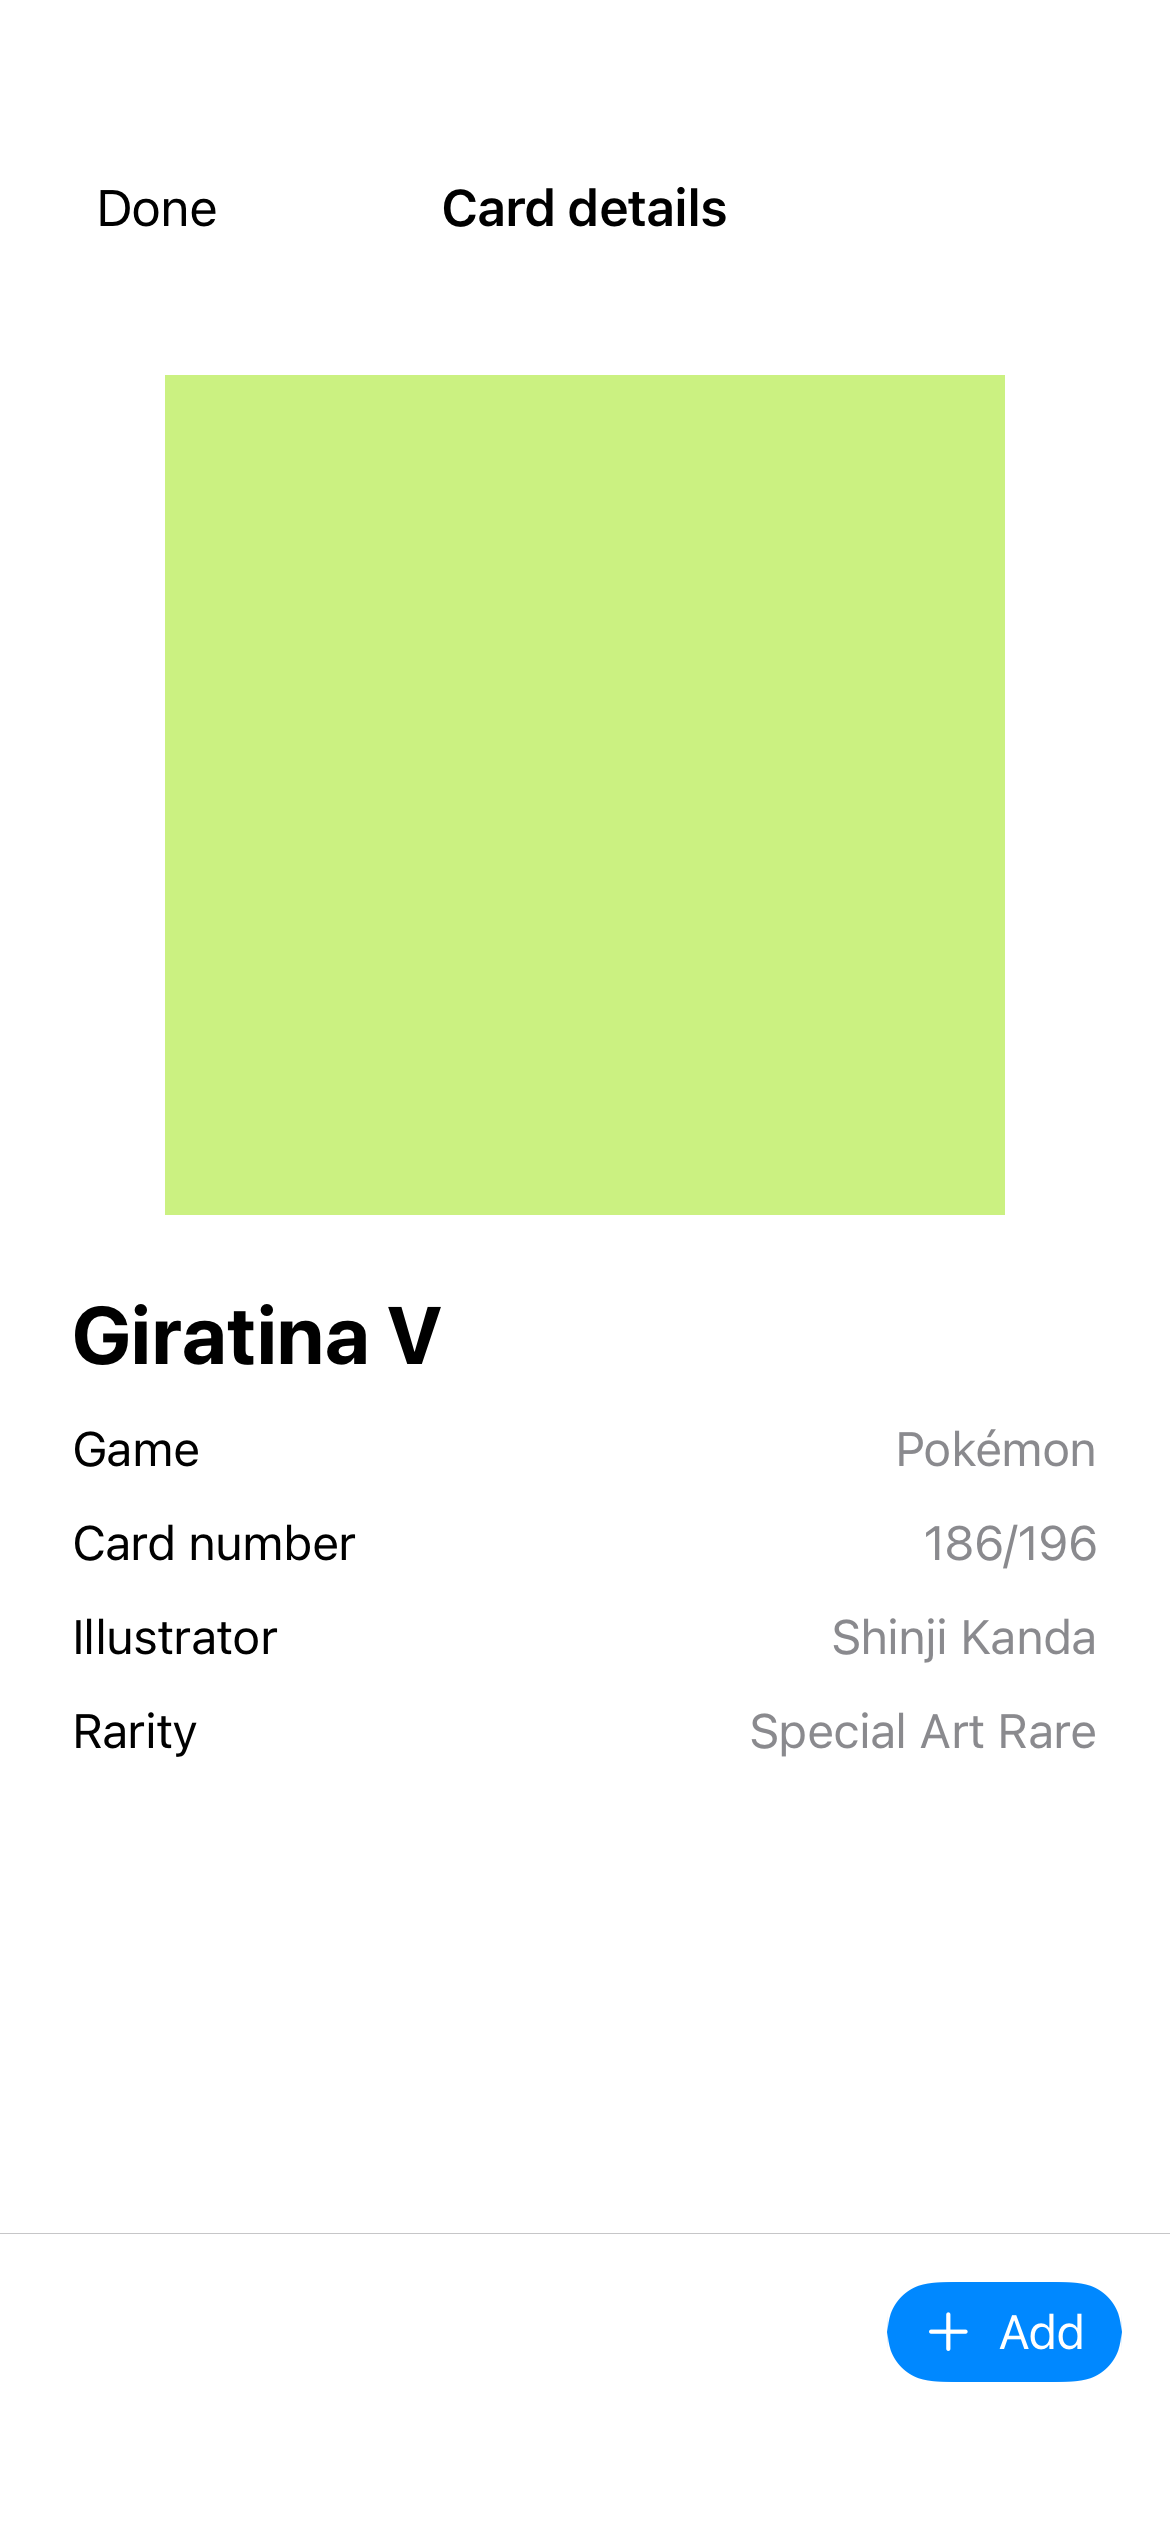 Done
Card details
Giratina V
Game Pokémon
Card number 186/196
Illustrator Shinji Kanda
Rarity Special Art Rare
Add